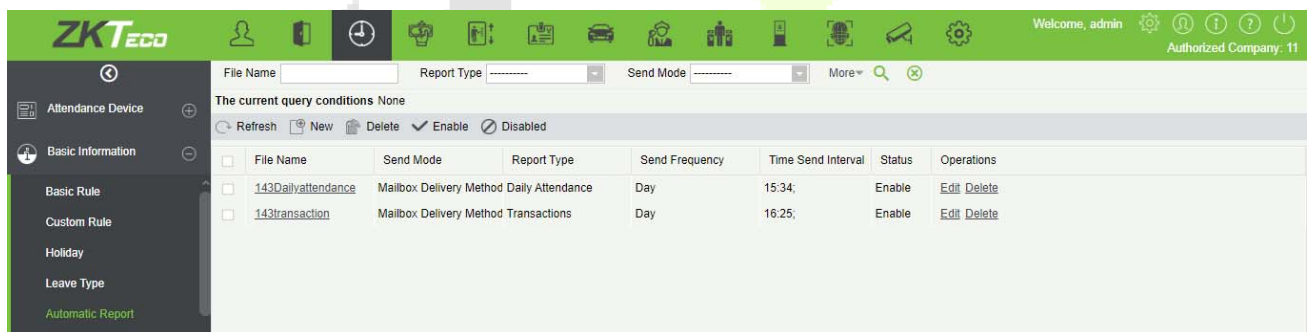 ZKTeco
Welcome, admin
Authorized Company: 11
File Name Report Type ---------- Send Mode ---------- More
Attendance Device
The current query conditions None
Refresh New Delete Enable Disabled
Basic Information
File Name Send Mode Report Type Send Frequency Time Send Interval Status Operations
Basic Rule
143Dailyattendance Mailbox Delivery Method Daily Attendance Day 15:34; Enable Edit Delete
143transaction Mailbox Delivery Method Transactions Day 16:25; Enable Edit Delete
Custom Rule
Holiday
Leave Type
Automatic Report